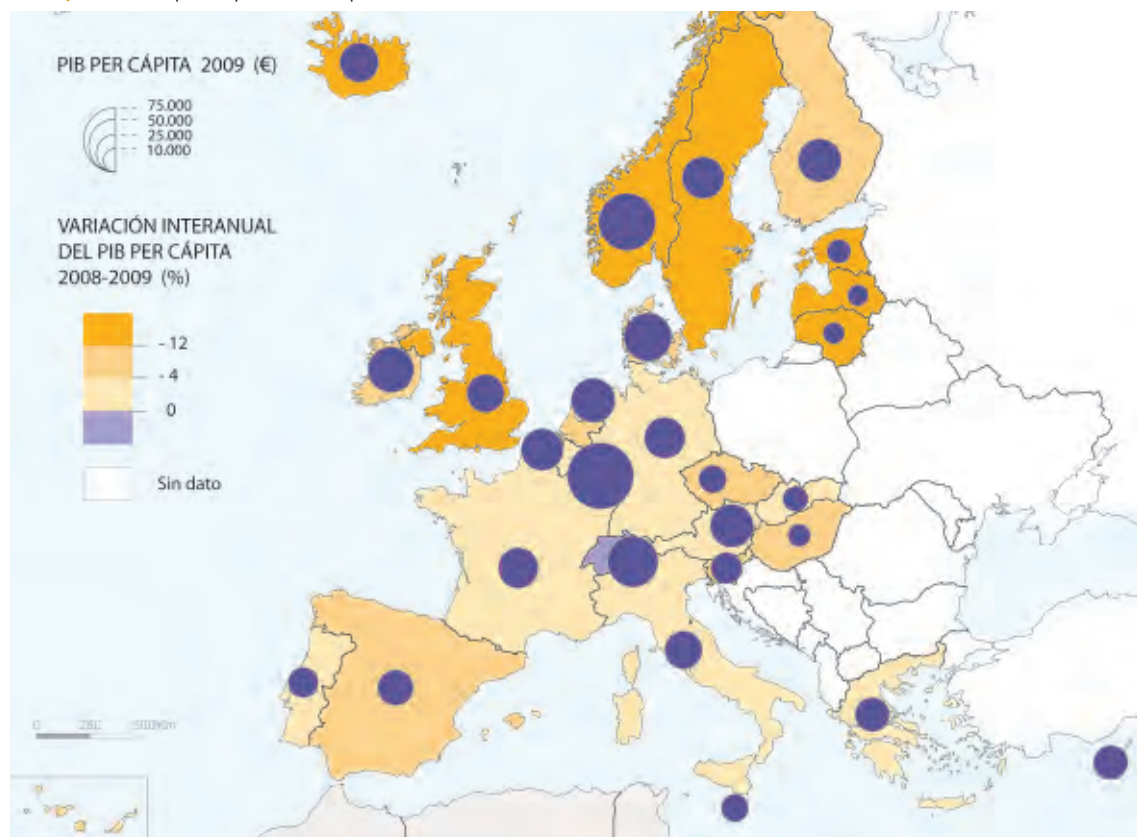 PIB PER CÁPITA 2009 (€)
75.000
50.000
25.000
10.000
VARIACIÓN INTERANUAL
DEL PIB PER CÁPITA
2008-2009 (%)
- 12
- 4
0
Sin dato
0